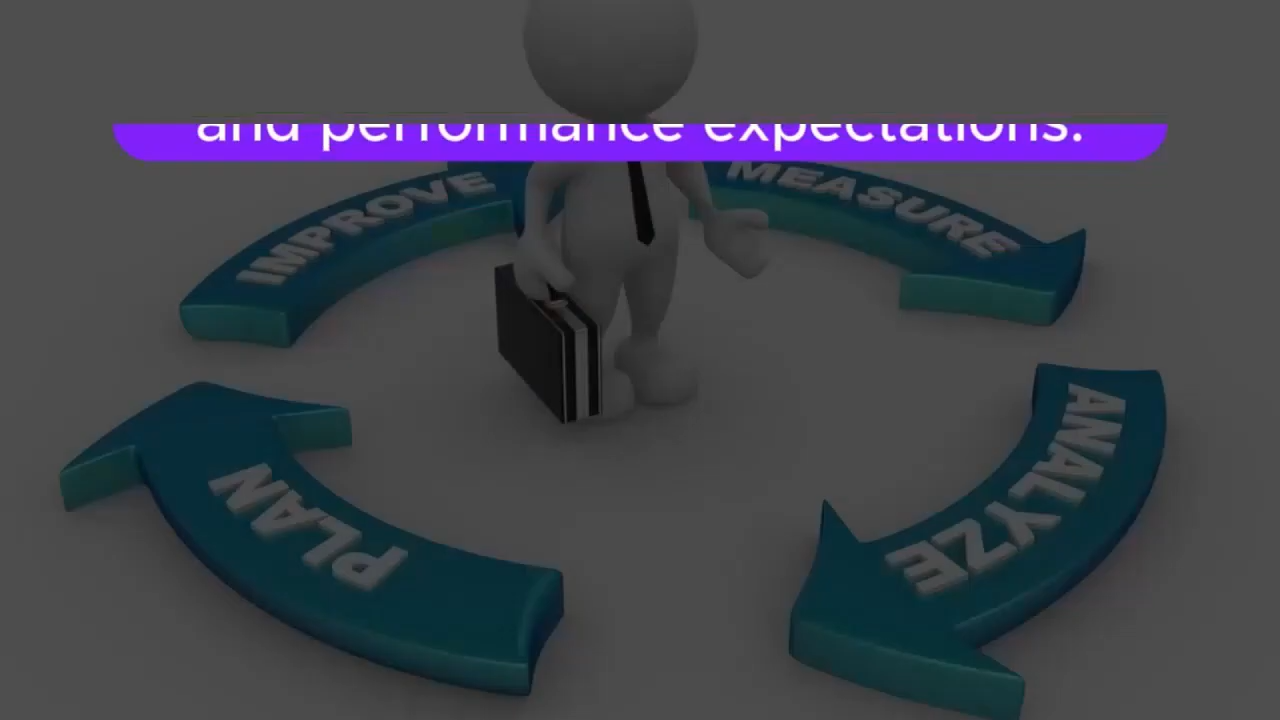 and performance expectations.
IMPROVE
MEASURE
ANALYZE
PLAN